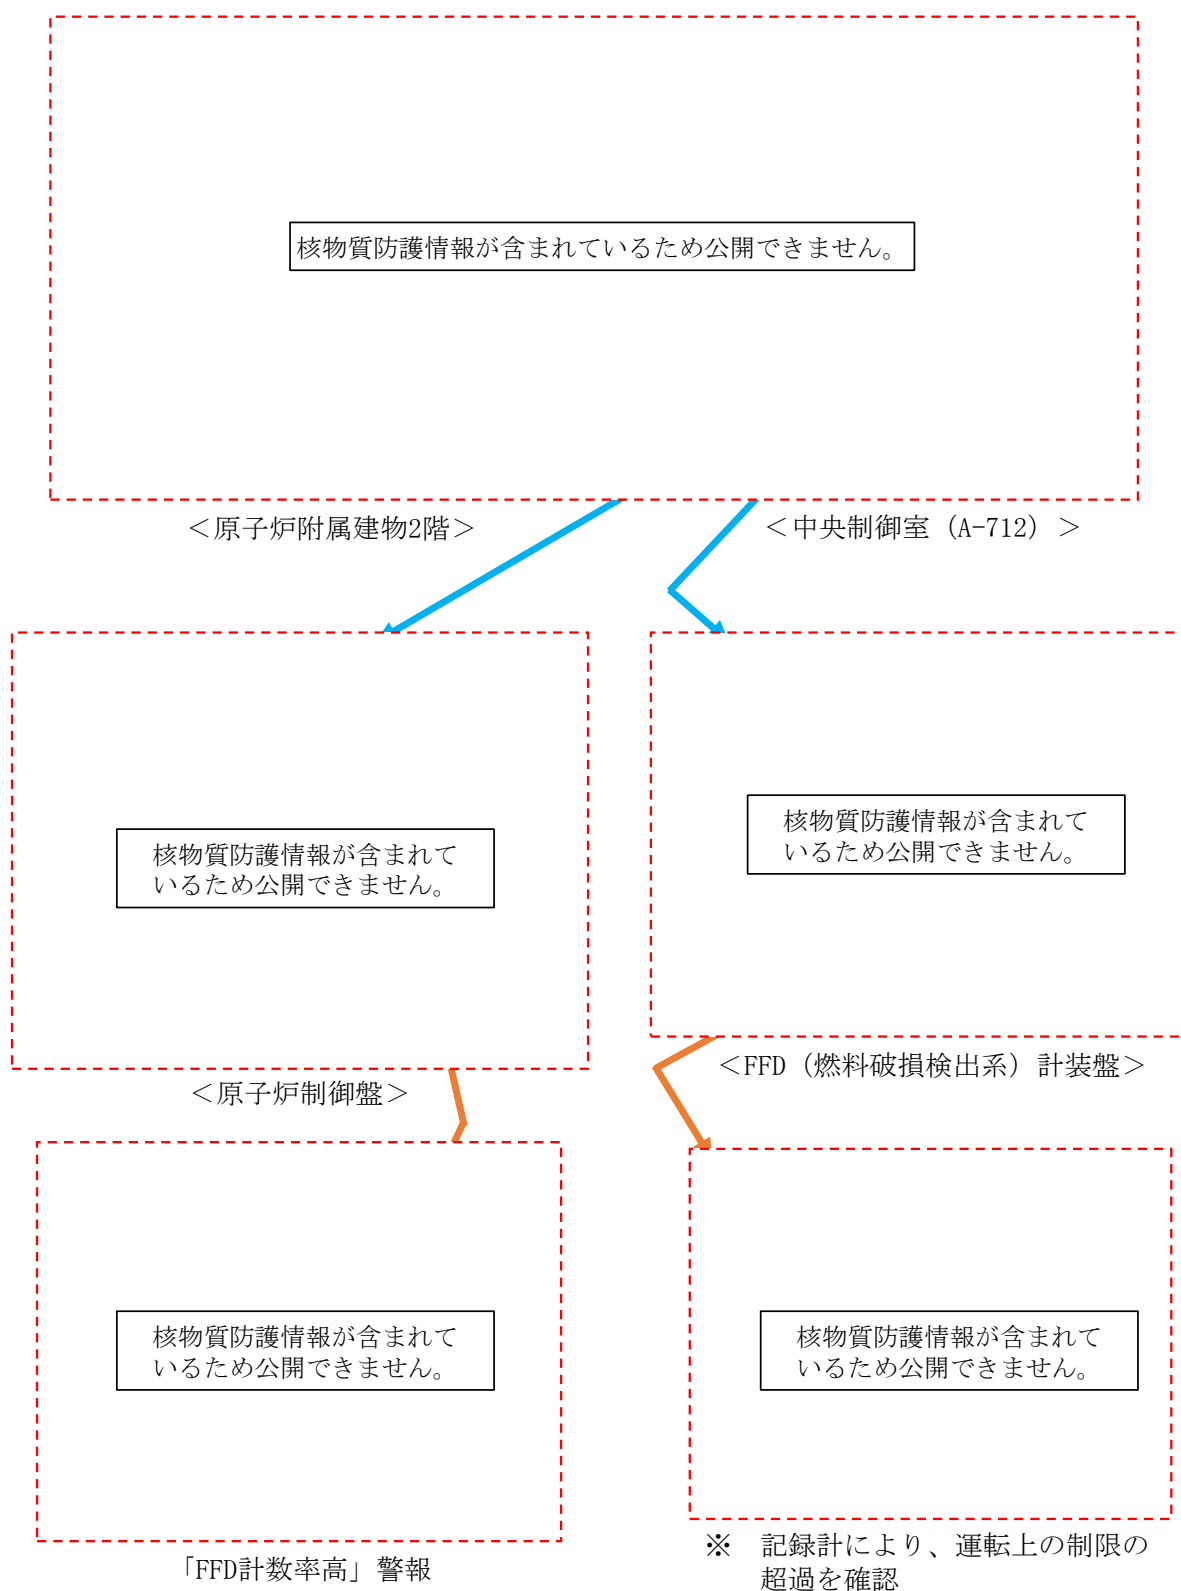 核物質防護情報が含まれているため公開できません。
＜原子炉附属建物2階＞
＜中央制御室（A-712）＞
核物質防護情報が含まれて
いるため公開できません。
＜原子炉制御盤＞
核物質防護情報が含まれて
いるため公開できません。
＜FFD（燃料破損検出系）計装盤＞
核物質防護情報が含まれて
いるため公開できません。
「FFD計数率高」警報
核物質防護情報が含まれて
いるため公開できません。
※　記録計により、運転上の制限の
超過を確認